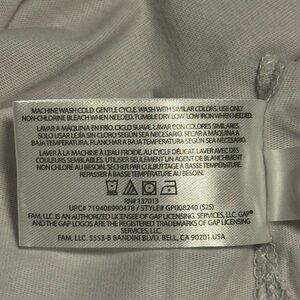 MACHINE WASH COLD. GENTLE CYCLE. WASH WITH SIMILAR COLORS. USE ONLY
NON-CHLORINE BLEACH WHEN NEEDED. TUMBLE DRY LOW. LOW IRON WHEN NEEDED.
LAVAR A MÁQUINA EN FRÍO. CICLO SUAVE. LAVAR CON COLORES SIMILARES.
SOLO USAR LEJÍA SIN CLORO SEGÚN SEA NECESARIO. SECAR A MÁQUINA A
BAJA TEMPERATURA. PLANCHAR A BAJA TEMPERATURA SEGÚN SEA NECESARIO.
LAVER À LA MACHINE À L'EAU FROIDE, AU CYCLE DÉLICAT. LAVER AVEC DES
COULEURS SEMBLABLES. UTILISER SEULEMENT UN AGENT DE BLANCHIMENT
NON CHLORÉ AU BESOIN. SÉCHER PAR CULBUTAGE À BASSE TEMPÉRATURE.
REPASSER À BASSE TEMPÉRATURE AU BESOIN.
RN# 137013
UPC# 719408990478 / STYLE# GP008240 (S25)
FAM, LLC. IS AN AUTHORIZED LICENSEE OF GAP LICENSING SERVICES, LLC. GAP®
AND THE GAP LOGOS ARE THE REGISTERED TRADEMARKS OF GAP LICENSING
SERVICES, LLC.
FAM, LLC. 5553-B BANDINI BLVD. BELL, CA 90201 USA